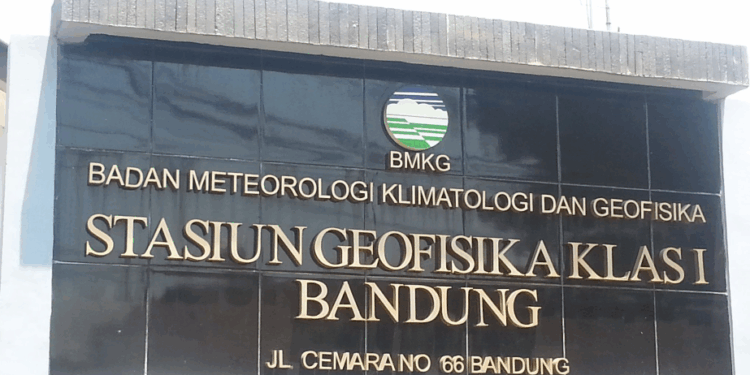 BMKG
BADAN METEOROLOGI KLIMATOLOGI DAN GEOFISIKA
STASIUN GEOFISIKA KLAS I
BANDUNG
JL CEMARA NO 66 BANDUNG